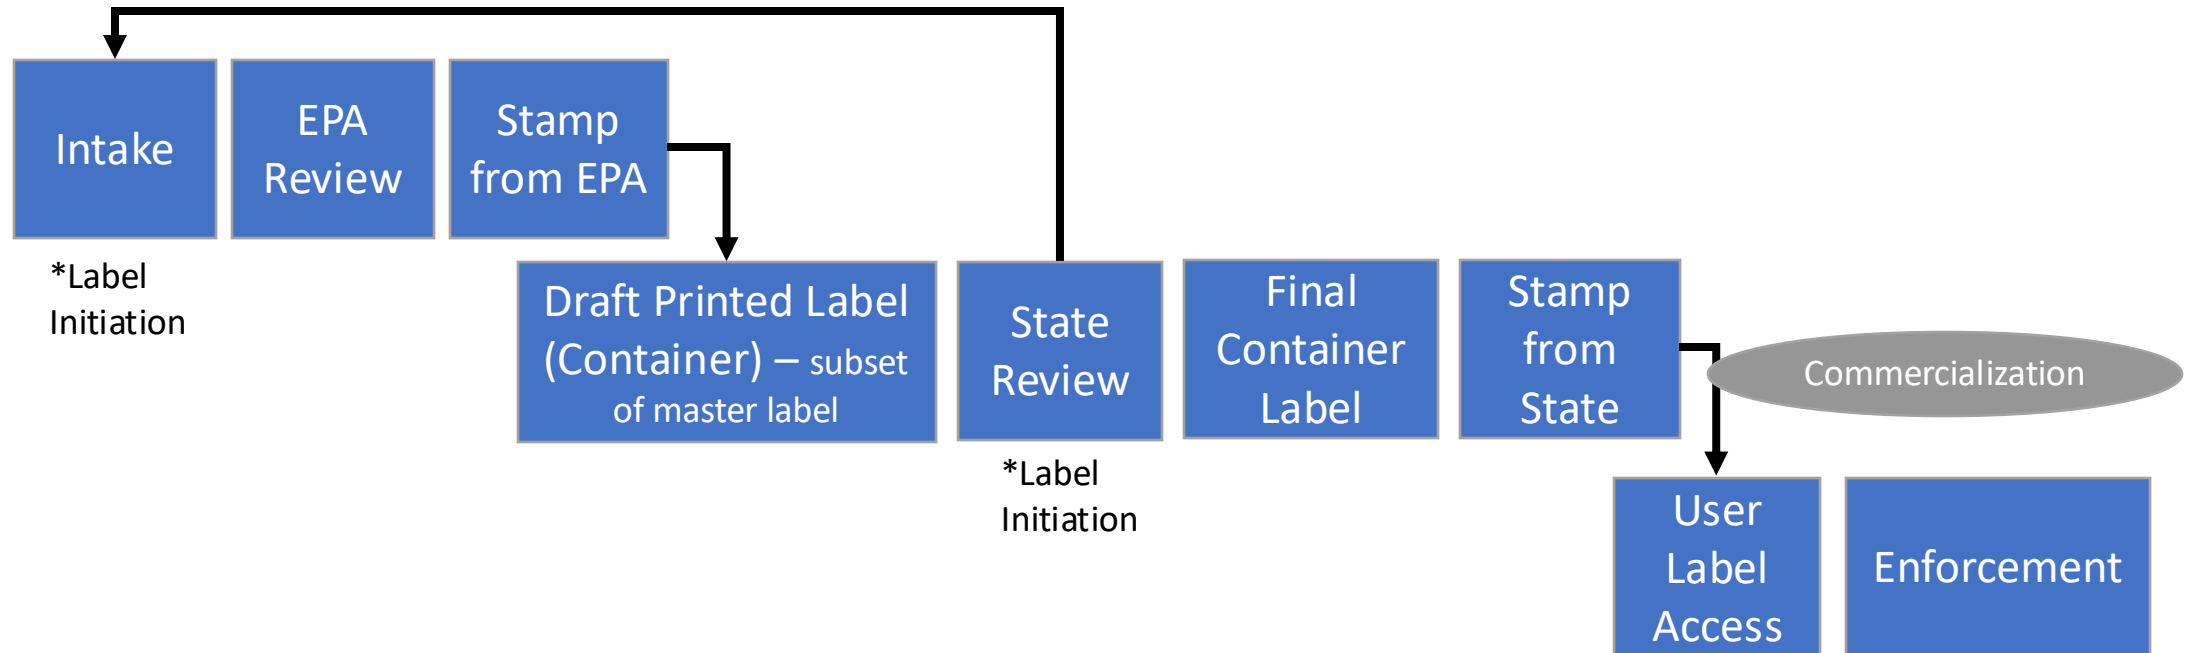 Intake
EPA
Review
Stamp
from EPA
*Label
Initiation
Draft Printed Label
(Container) – subset
of master label
State
Review
*Label
Initiation
Final
Container
Label
Stamp
from
State
Commercialization
User
Label
Access
Enforcement